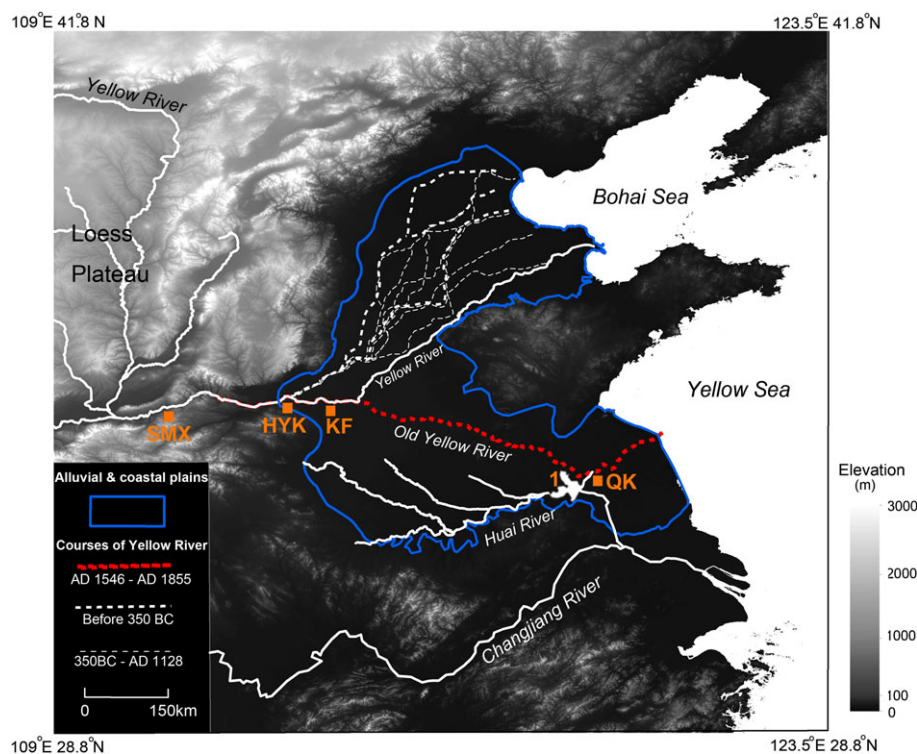 109°E 41.8°N
123.5°E 41.8°N
Yellow River
Bohai Sea
Loess
Plateau
Yellow River
Yellow Sea
SMX
HYK
KF
Old Yellow River
1
QK
Huai River
Changjiang River
Alluvial & coastal plains
Courses of Yellow River
AD 1546 - AD 1855
Before 350 BC
350BC - AD 1128
0 150km
Elevation
(m)
3000
2000
1000
100
0
109°E 28.8°N
123.5°E 28.8°N